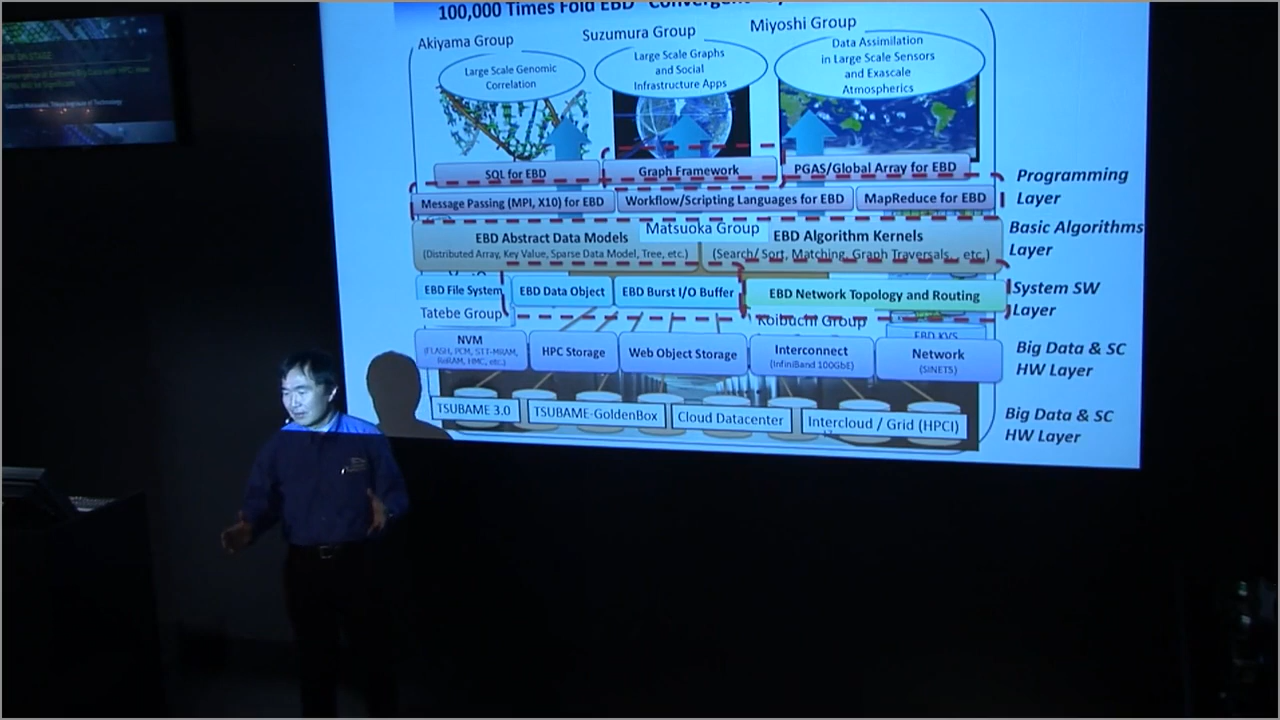 100,000 Times Fold EBD
Akiyama Group
Suzumura Group
Miyoshi Group
Large Scale Genomic
Correlation
Large Scale Graphs
and Social
Infrastructure Apps
Data Assimilation
in Large Scale Sensors
and Exascale
Atmospherics
SQL for EBD
Graph Framework
PGAS/Global Array for EBD
Message Passing (MPI, X10) for EBD
Workflow/Scripting Languages for EBD
MapReduce for EBD
Programming
Layer
EBD Abstract Data Models
(Distributed Array, Key Value, Sparse Data Model, Tree, etc.)
Matsuoka Group
EBD Algorithm Kernels
(Search/ Sort, Matching, Graph Traversals, , etc.)
Basic Algorithms
Layer
EBD File System
EBD Data Object
EBD Burst I/O Buffer
EBD Network Topology and Routing
System SW
Layer
Tatebe Group
Koibuchi Group
EBD KVS
NVM
(FLASH, PCM, STT-MRAM,
ReRAM, HMC, etc.)
HPC Storage
Web Object Storage
Interconnect
(InfiniBand 100GbE)
Network
(SINET5)
Big Data & SC
HW Layer
TSUBAME 3.0
TSUBAME-GoldenBox
Cloud Datacenter
Intercloud / Grid (HPCI)
Big Data & SC
HW Layer